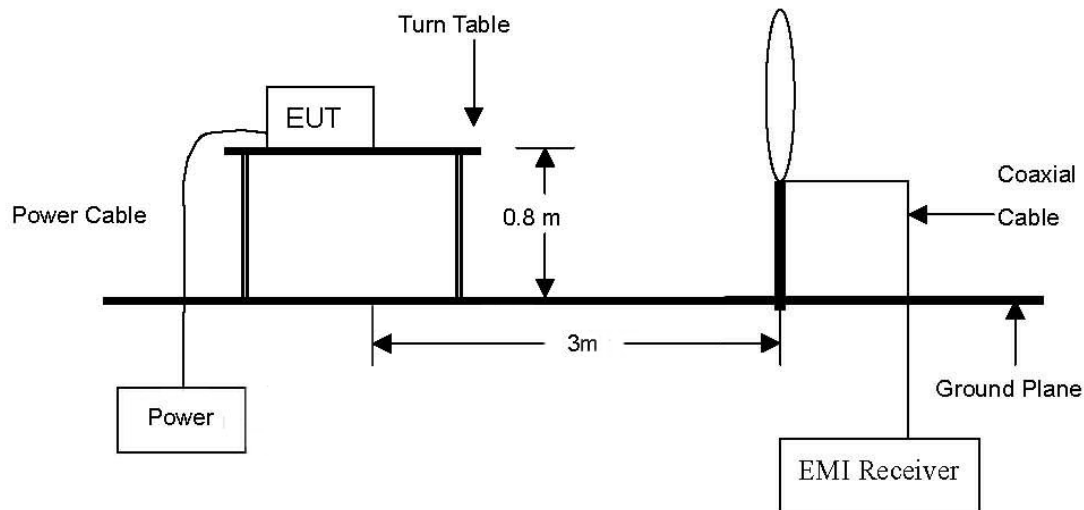 Turn Table
EUT
Coaxial
Cable
Power Cable
0.8 m
3m
Ground Plane
Power
EMI Receiver